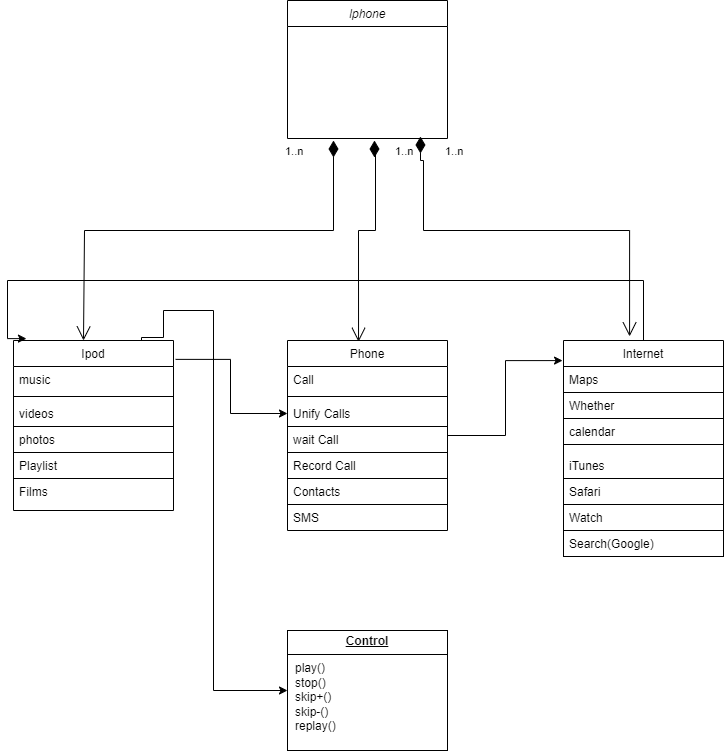 Iphone
1..n
1..n
1..n
Ipod
music
videos
photos
Playlist
Films
Phone
Call
Unify Calls
wait Call
Record Call
Contacts
SMS
Internet
Maps
Whether
calendar
iTunes
Safari
Watch
Search(Google)
Control
play()
stop()
skip+()
skip-()
replay()